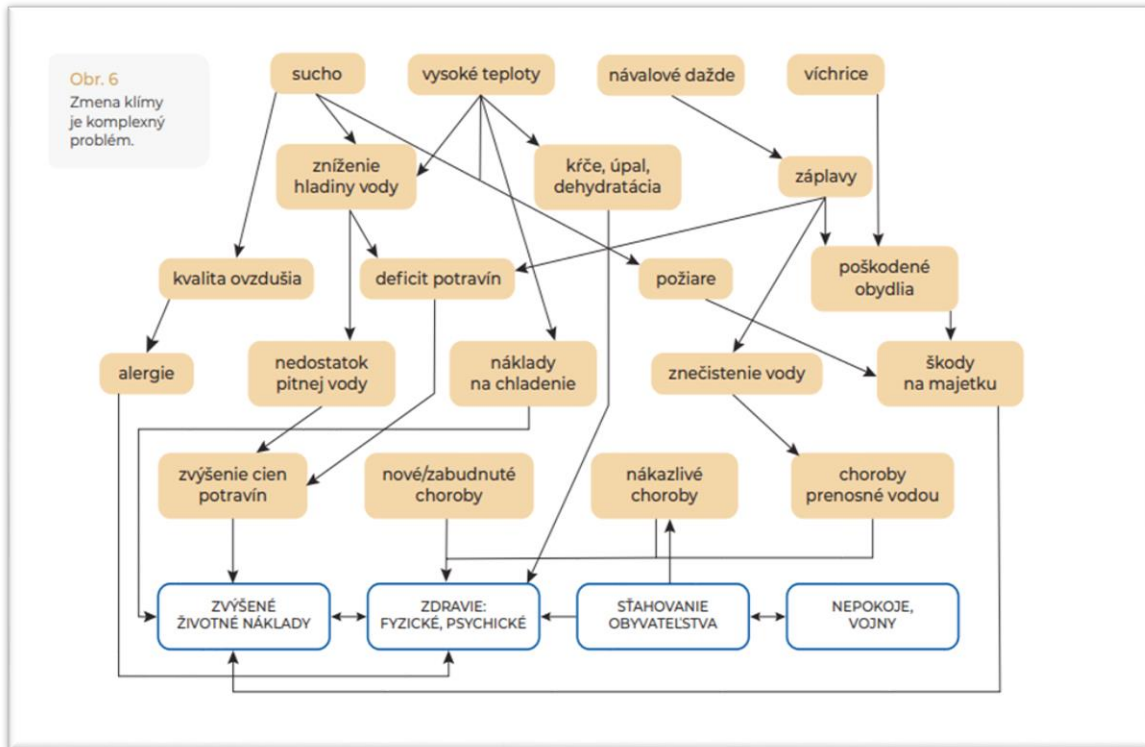 Obr. 6
Zmena klímy
je komplexný
problém.
sucho
vysoké teploty
návalové dažde
víchrice
zníženie
hladiny vody
kŕče, úpal,
dehydratácia
záplavy
kvalita ovzdušia
deficit potravín
požiare
poškodené
obydlia
alergie
nedostatok
pitnej vody
náklady
na chladenie
znečistenie vody
škody
na majetku
zvýšenie cien
potravín
nové/zabudnuté
choroby
nákazlivé
choroby
choroby
prenosné vodou
ZVÝŠENÉ
ŽIVOTNÉ NÁKLADY
ZDRAVIE:
FYZICKÉ, PSYCHICKÉ
SŤAHOVANIE
OBYVATEĽSTVA
NEPOKOJE,
VOJNY